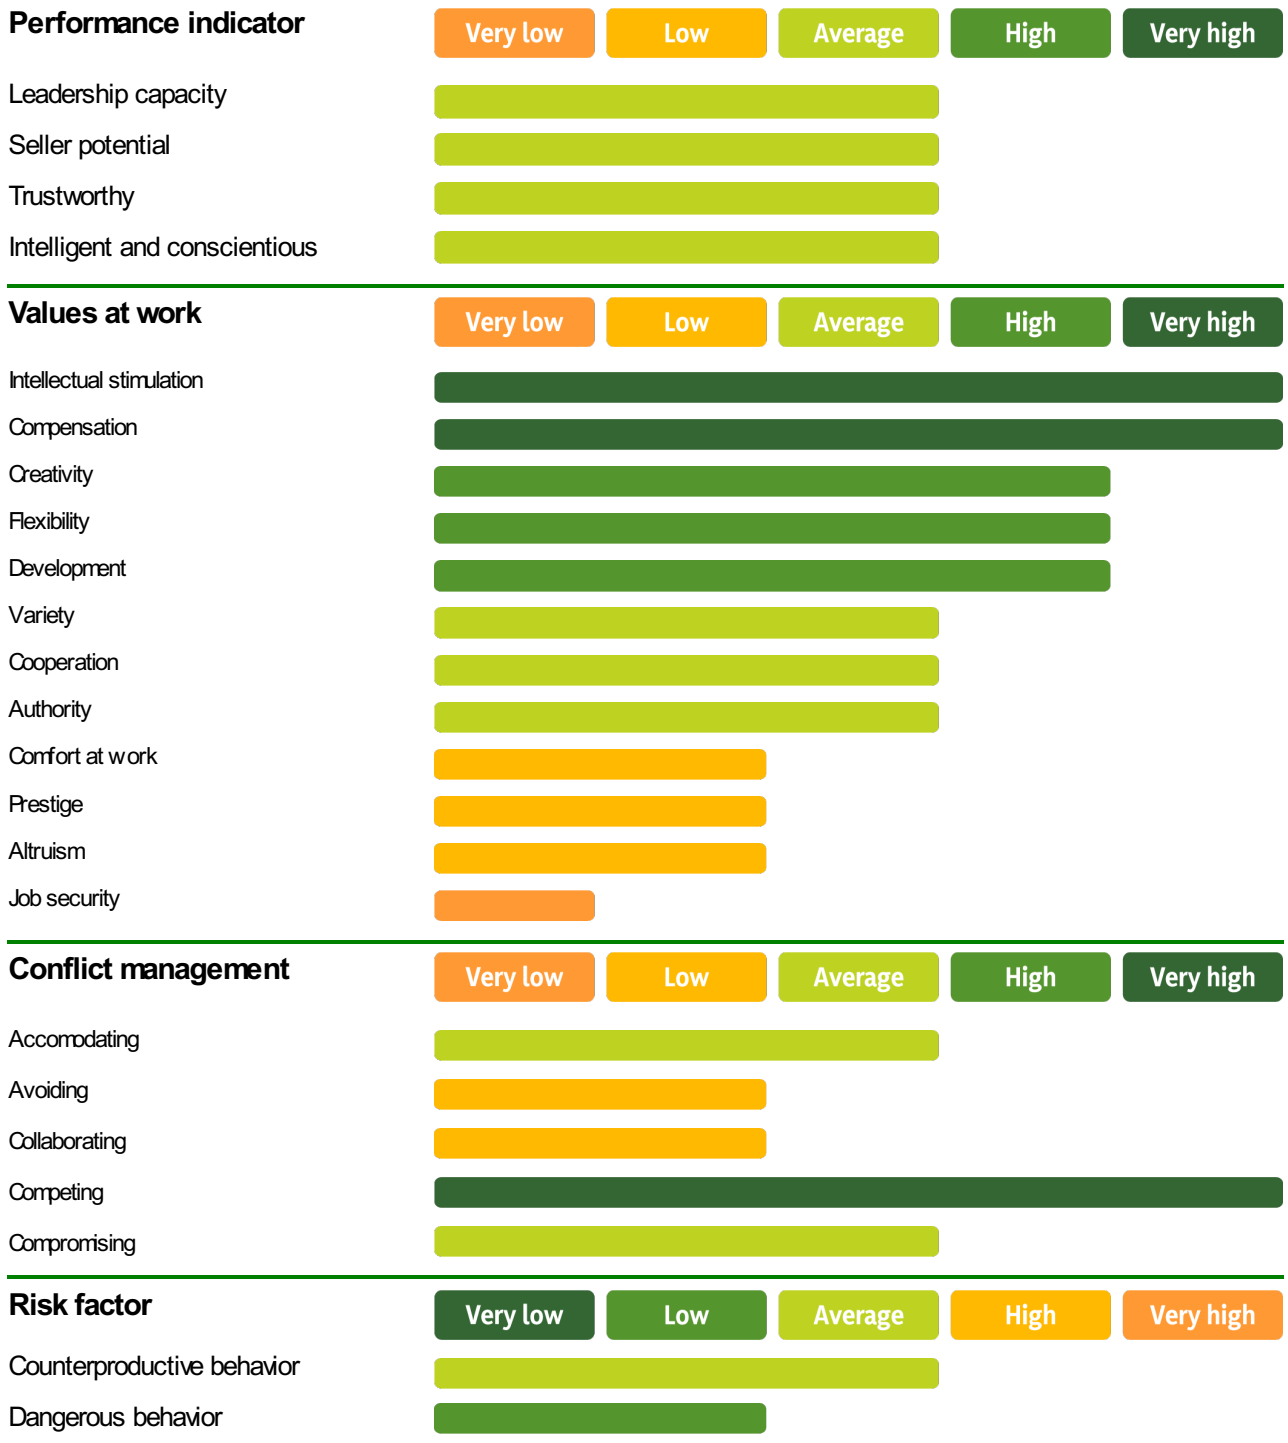 Performance indicator Very low Low Average High Very high
Leadership capacity
Seller potential
Trustworthy
Intelligent and conscientious
Values at work Very low Low Average High Very high
Intellectual stimulation
Compensation
Creativity
Flexibility
Development
Variety
Cooperation
Authority
Comfort at work
Prestige
Altruism
Job security
Conflict management Very low Low Average High Very high
Accomodating
Avoiding
Collaborating
Competing
Compromising
Risk factor Very low Low Average High Very high
Counterproductive behavior
Dangerous behavior